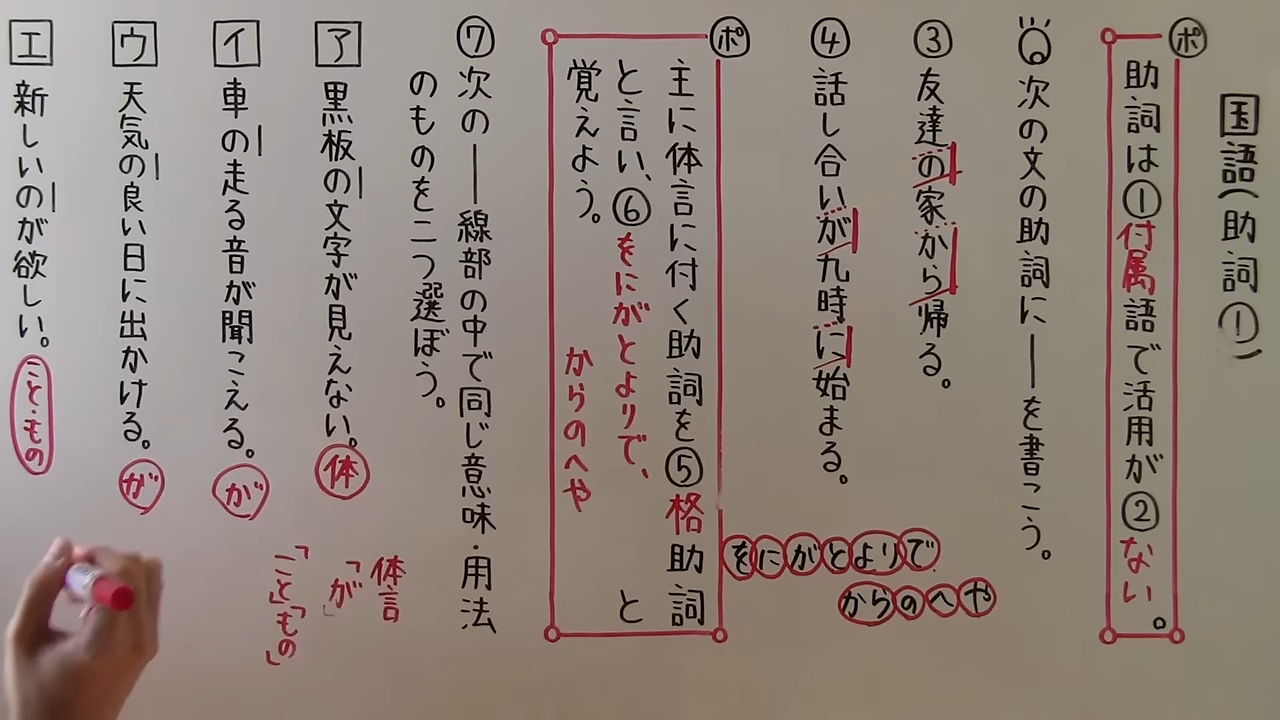 国語(助詞①)
ポ
助詞は①付属語で活用が②ない。
次の文の助詞に――を書こう。
③友達の家から帰る。
④話し合いが九時に始まる。
をにがとよりで
からのへや
ポ
主に体言に付く助詞を⑤格助詞
と言い、⑥をにがとよりで、と
からのへや
覚えよう。
⑦次の――線部の中で同じ意味・用法
のものを二つ選ぼう。
ア 黒板の文字が見えない。体
イ 車の走る音が聞こえる。が
ウ 天気の良い日に出かける。が
エ 新しいのが欲しい。こと・もの
体言
「が」
「こと」「もの」